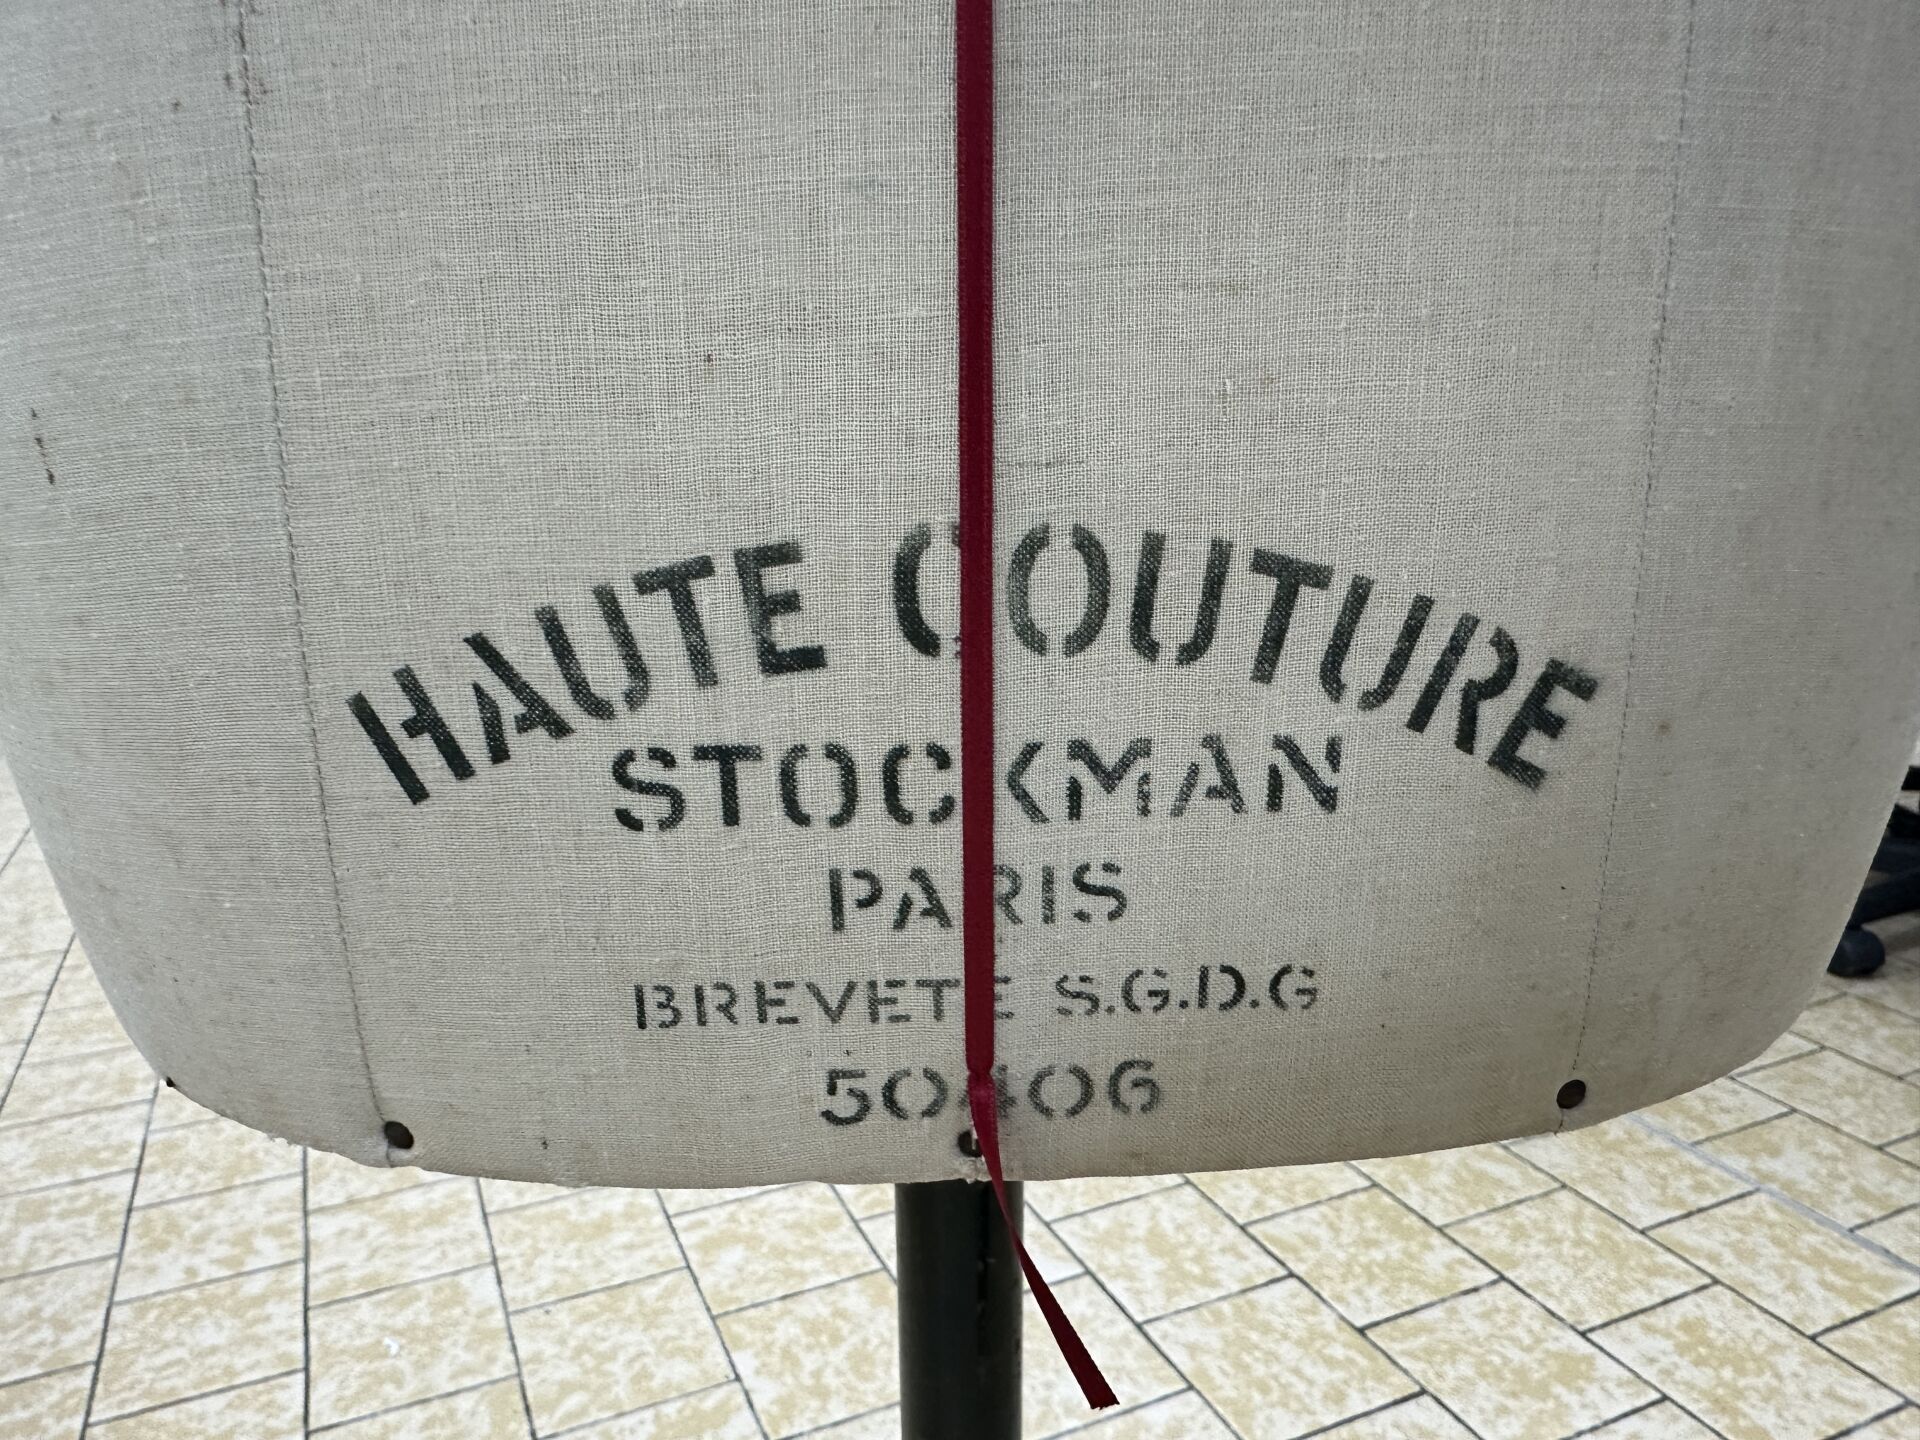 HAUTE COUTURE
STOCKMAN
PARIS
BREVETE S.G.D.G
50406